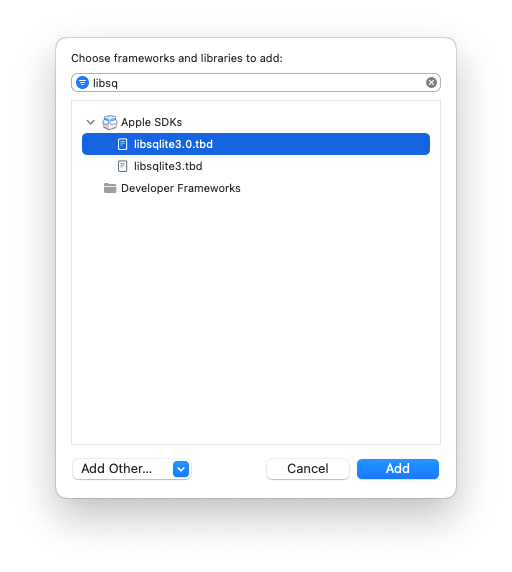 Choose frameworks and libraries to add:
libsq
Apple SDKs
libsqlite3.0.tbd
libsqlite3.tbd
Developer Frameworks
Add Other...
Cancel
Add